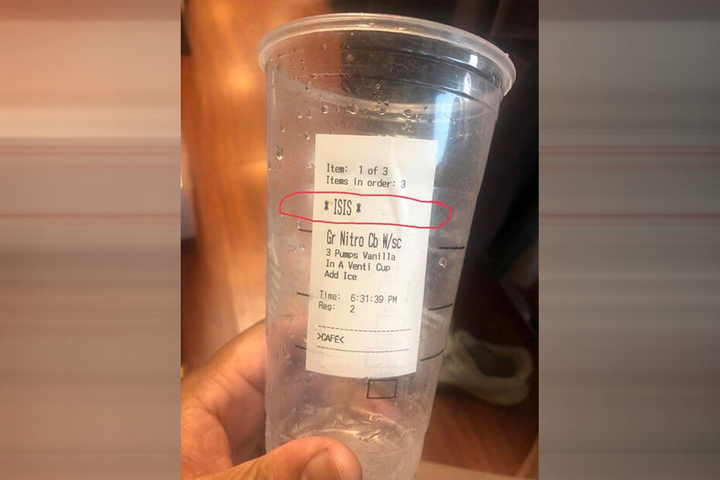 Item: 1 of 3
Items in order: 3
*ISIS*
Gr Nitro Cb W/sc
3 Pumps Vanilla
In A Venti Cup
Add Ice
Time: 6:31:39 PM
Reg: 2
>CAFE<